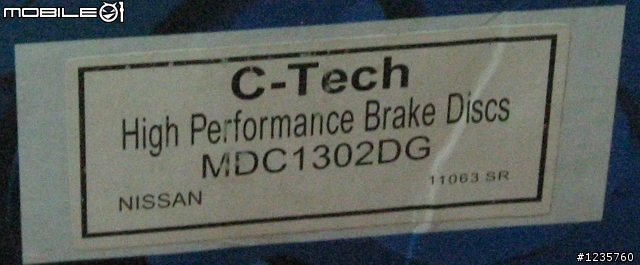 MOBILE01
C-Tech
High Performance Brake Discs
MDC1302DG
NISSAN 11063 SR
#1235760